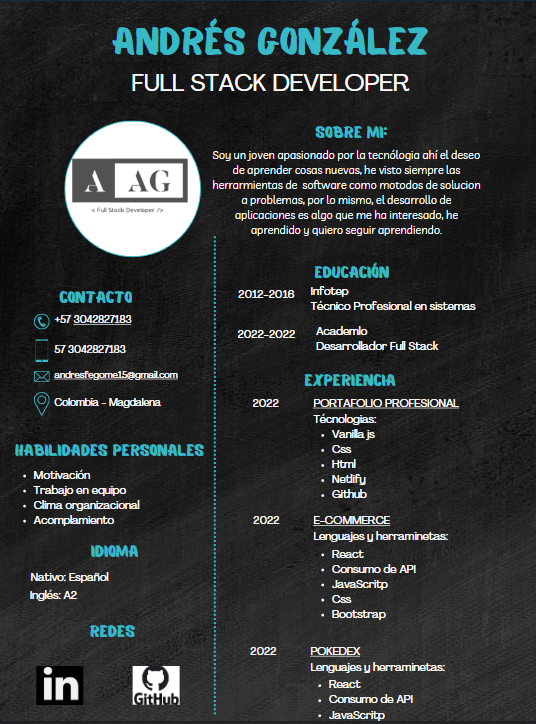 ANDRÉS GONZÁLEZ
FULL STACK DEVELOPER
A AG
< Full Stack Developer />
SOBRE MI:
Soy un joven apasionado por la tecnólogia ahí el deseo
de aprender cosas nuevas, he visto siempre las
herrarmientas de software como motodos de solucion
a problemas, por lo mismo, el desarrollo de
aplicaciones es algo que me ha interesado, he
aprendido y quiero seguir aprendiendo.
CONTACTO
+57 3042827183
57 3042827183
andresfegome15@gmail.com
Colombia - Magdalena
HABILIDADES PERSONALES
• Motivación
• Trabajo en equipo
• Clima organizacional
• Acomplamiento
IDIOMA
Nativo: Español
Inglés: A2
REDES
in
GitHub
EDUCACIÓN
2012-2016 Infotep
Técnico Profesional en sistemas
2022-2022 Academlo
Desarrollador Full Stack
EXPERIENCIA
2022 PORTAFOLIO PROFESIONAL
Técnologias:
• Vanilla js
• Css
• Html
• Netlify
• Github
2022 E-COMMERCE
Lenguajes y herraminetas:
• React
• Consumo de API
• JavaScritp
• Css
• Bootstrap
2022 POKEDEX
Lenguajes y herraminetas:
• React
• Consumo de API
• JavaScritp